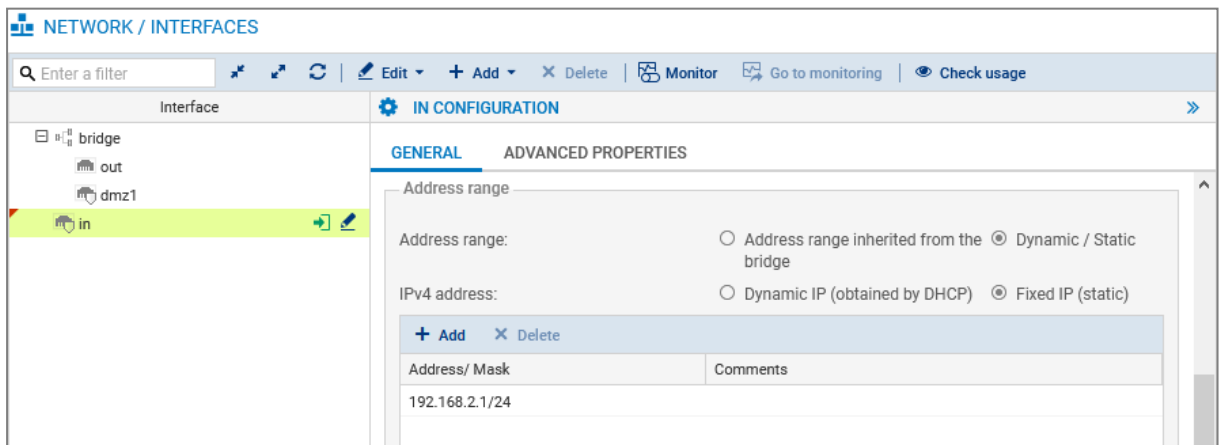 NETWORK / INTERFACES
Enter a filter Edit + Add × Delete Monitor Go to monitoring Check usage
Interface IN CONFIGURATION »
bridge
GENERAL ADVANCED PROPERTIES
out
dmz1
Address range
in
Address range: Address range inherited from the bridge Dynamic / Static
IPv4 address: Dynamic IP (obtained by DHCP) Fixed IP (static)
+ Add × Delete
Address/ Mask Comments
192.168.2.1/24